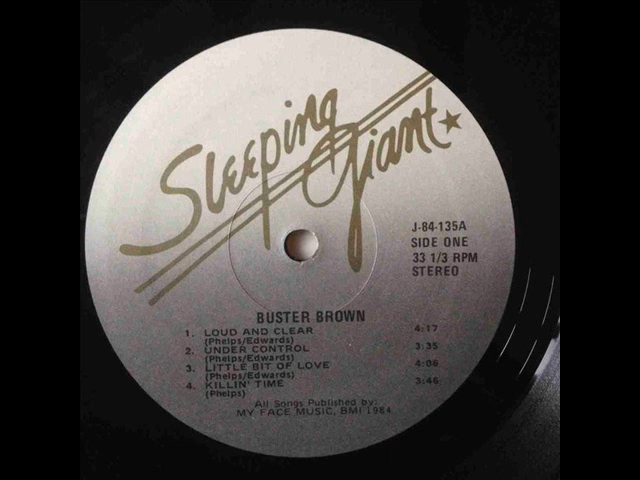 Sleeping Giant
J-84-135A
SIDE ONE
33 1/3 RPM
STEREO
BUSTER BROWN
1. LOUD AND CLEAR 4:17
(Phelps/Edwards)
2. UNDER CONTROL 3:35
(Phelps/Edwards)
3. LITTLE BIT OF LOVE 4:06
(Phelps/Edwards)
4. KILLIN' TIME 3:46
(Phelps)
All Songs Published by:
MY FACE MUSIC, BMI 1984